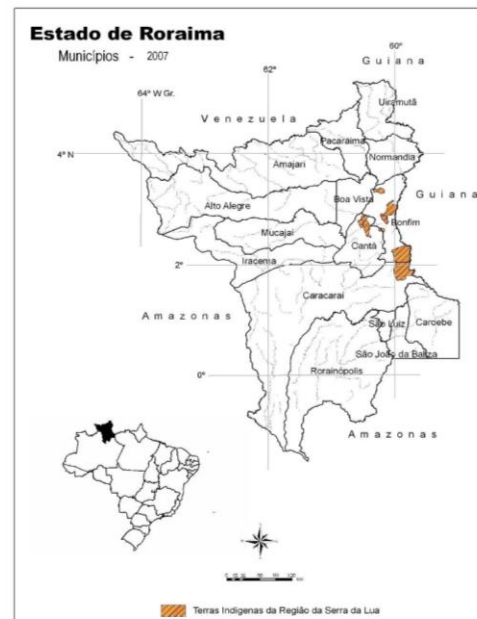 Estado de Roraima
Municípios - 2007
60°
Guiana
62°
64° W Gr.
Uiramutã
Venezuela
Pacaraima
4° N
Normandia
Amajari
Guiana
Boa Vista
Alto Alegre
Bonfim
Mucajaí
Cantá
Iracema
2°
Caracaraí
Amazonas
São Luiz
Caroebe
São João da Baliza
0°
Rorainópolis
Amazonas
Terras Indigenas da Região da Serra da Lua